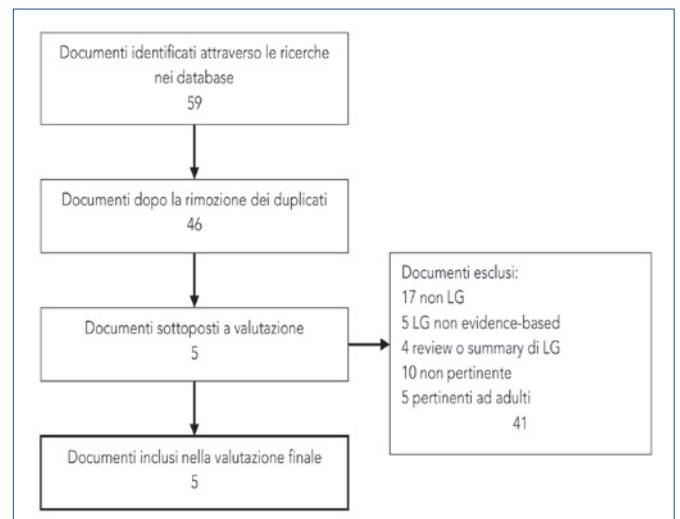 Documenti identificati attraverso le ricerche
nei database
59
Documenti dopo la rimozione dei duplicati
46
Documenti sottoposti a valutazione
5
Documenti esclusi:
17 non LG
5 LG non evidence-based
4 review o summary di LG
10 non pertinente
5 pertinenti ad adulti
41
Documenti inclusi nella valutazione finale
5